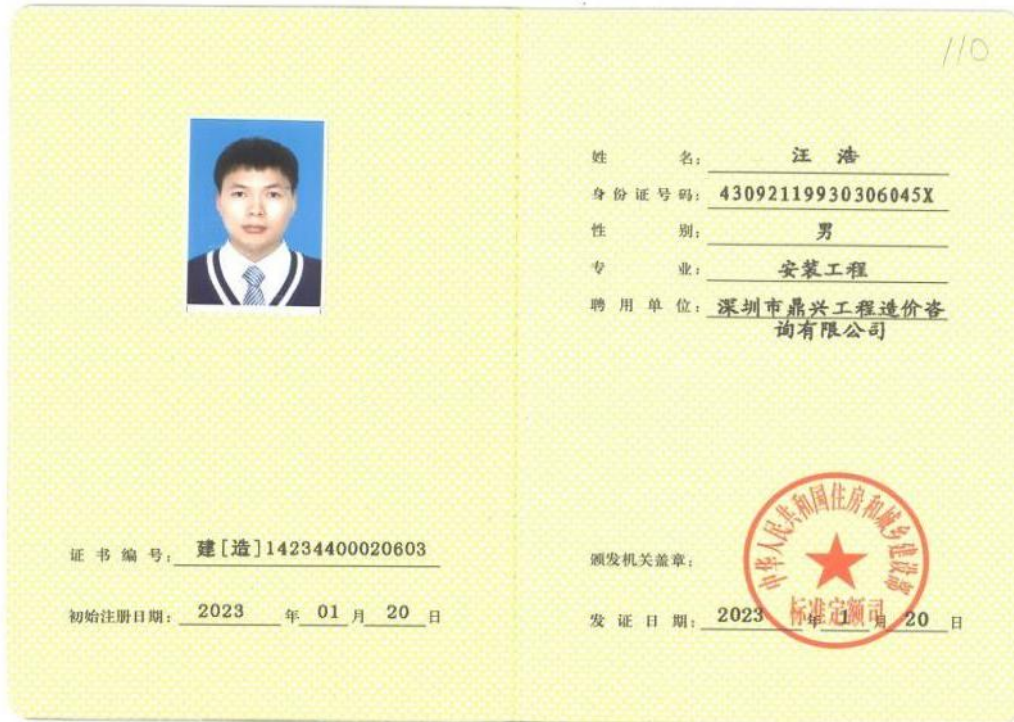 110
姓 名: 汪 浩
身份证号码: 43092119930306045X
性 别: 男
专 业: 安装工程
聘用单位: 深圳市鼎兴工程造价咨
询有限公司
证书编号: 建[造]14234400020603
初始注册日期: 2023 年 01 月 20 日
颁发机关盖章:
中华人民共和国住房和城乡建设部
标准定额司
发证日期: 2023 年 1 月 20 日